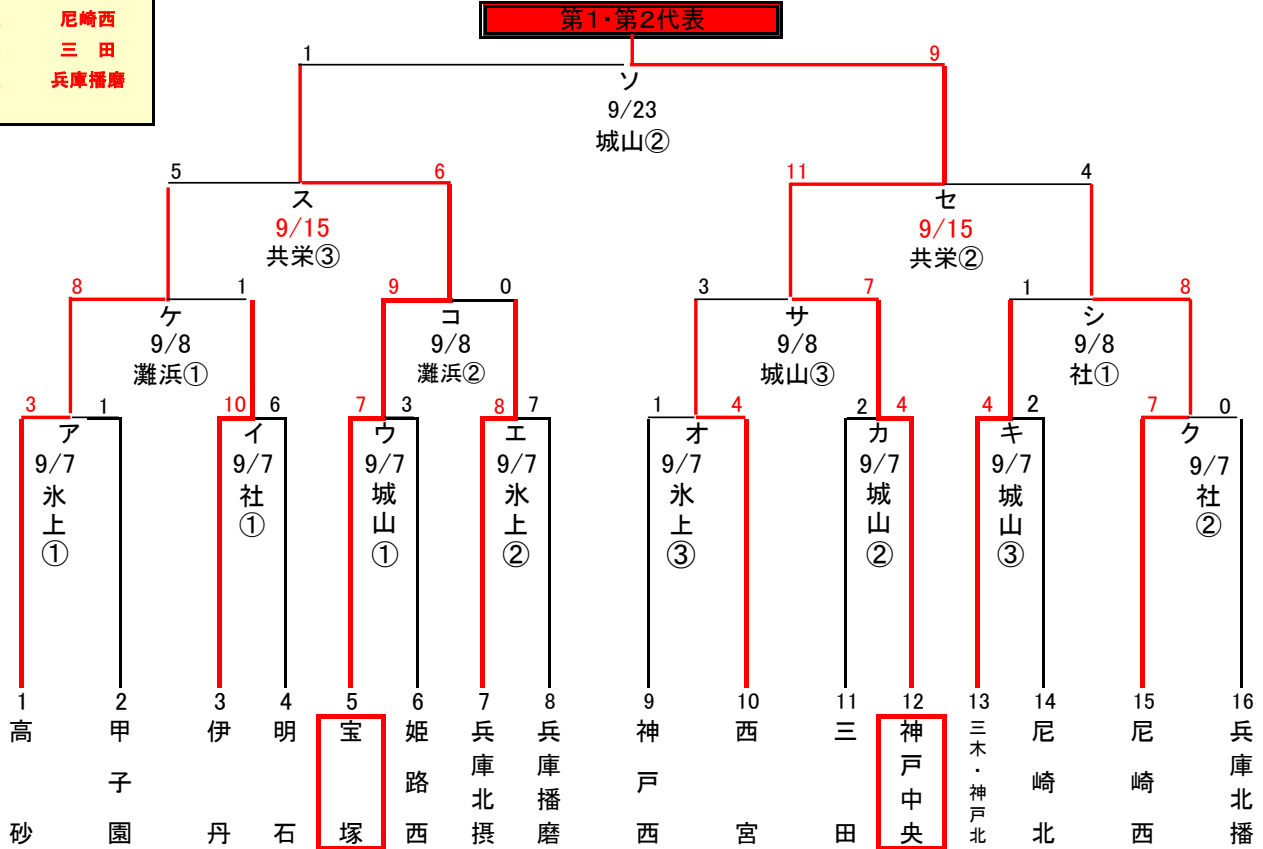 尼崎西
三 田
兵庫播磨
第1・第2代表
1 9
ソ
9/23
城山②
5 6 11 4
ス セ
9/15 9/15
共栄③ 共栄②
8 1 9 0 3 7 1 8
ケ コ サ シ
9/8 9/8 9/8 9/8
灘浜① 灘浜② 城山③ 社①
3 1 10 6 7 3 8 7 1 4 2 4 4 2 7 0
ア イ ウ エ オ カ キ ク
9/7 9/7 9/7 9/7 9/7 9/7 9/7 9/7
氷上① 社① 城山① 氷上② 氷上③ 城山② 城山③ 社②
1 2 3 4 5 6 7 8 9 10 11 12 13 14 15 16
高砂
甲子園
伊丹
明石
宝塚
姫路西
兵庫北摂
兵庫播磨
神戸西
西宮
三田
神戸中央
三木・神戸北
尼崎北
尼崎西
兵庫北播